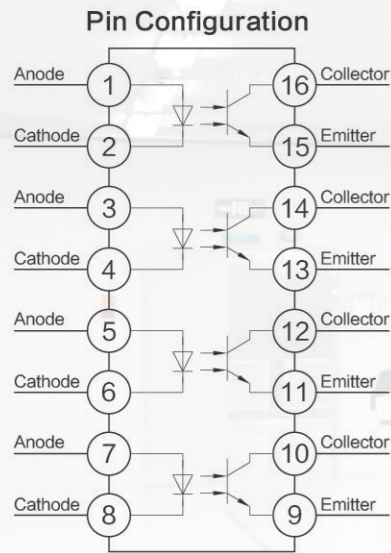 Pin Configuration
Anode 1 16 Collector
Cathode 2 15 Emitter
Anode 3 14 Collector
Cathode 4 13 Emitter
Anode 5 12 Collector
Cathode 6 11 Emitter
Anode 7 10 Collector
Cathode 8 9 Emitter